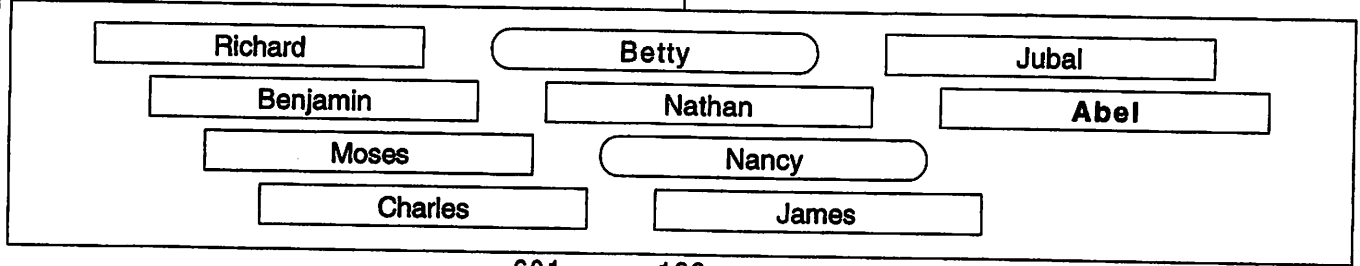 Richard Betty Jubal
Benjamin Nathan Abel
Moses Nancy
Charles James